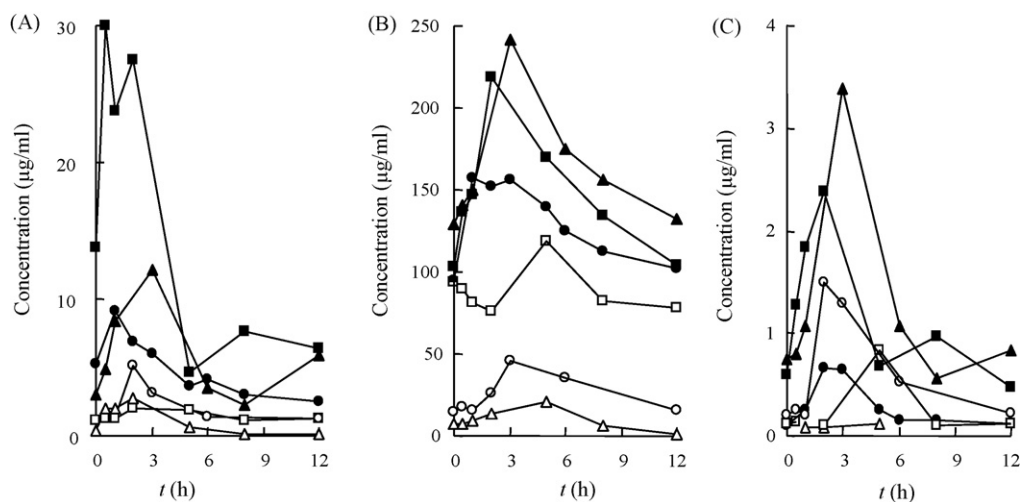 (A)
Concentration (µg/ml)
30
20
10
0
0 3 6 9 12
t (h)
(B)
Concentration (µg/ml)
250
200
150
100
50
0
0 3 6 9 12
t (h)
(C)
Concentration (µg/ml)
4
3
2
1
0
0 3 6 9 12
t (h)